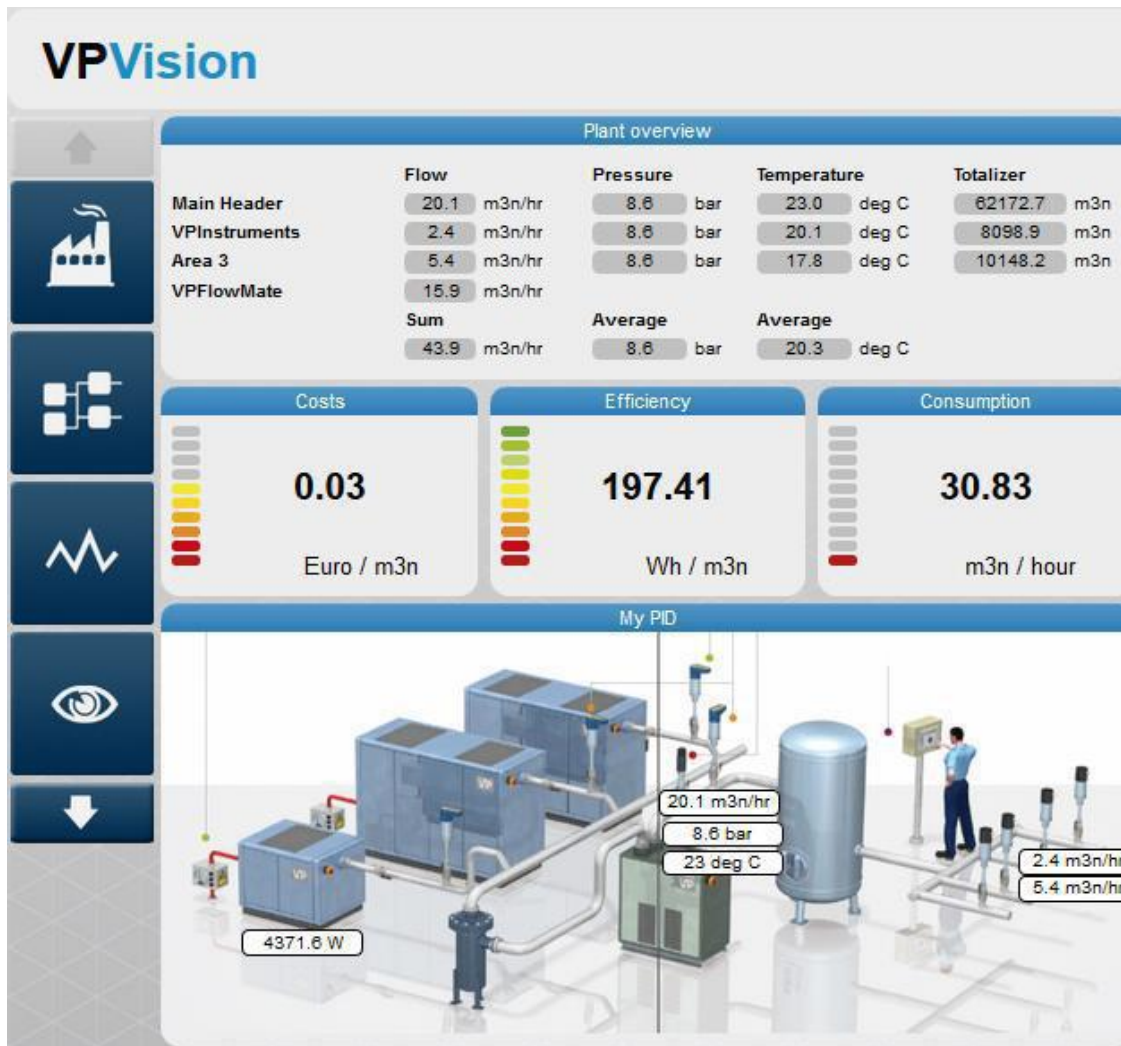 VPVision
Plant overview
Flow Pressure Temperature Totalizer
Main Header 20.1 m3n/hr 8.6 bar 23.0 deg C 62172.7 m3n
VPInstruments 2.4 m3n/hr 8.6 bar 20.1 deg C 8098.9 m3n
Area 3 5.4 m3n/hr 8.6 bar 17.8 deg C 10148.2 m3n
VPFlowMate 15.9 m3n/hr
Sum Average Average
43.9 m3n/hr 8.6 bar 20.3 deg C
Costs Efficiency Consumption
0.03 197.41 30.83
Euro / m3n Wh / m3n m3n / hour
My PID
VP
20.1 m3n/hr
8.6 bar
23 deg C
2.4 m3n/hr
5.4 m3n/hr
VP
VP
4371.6 W